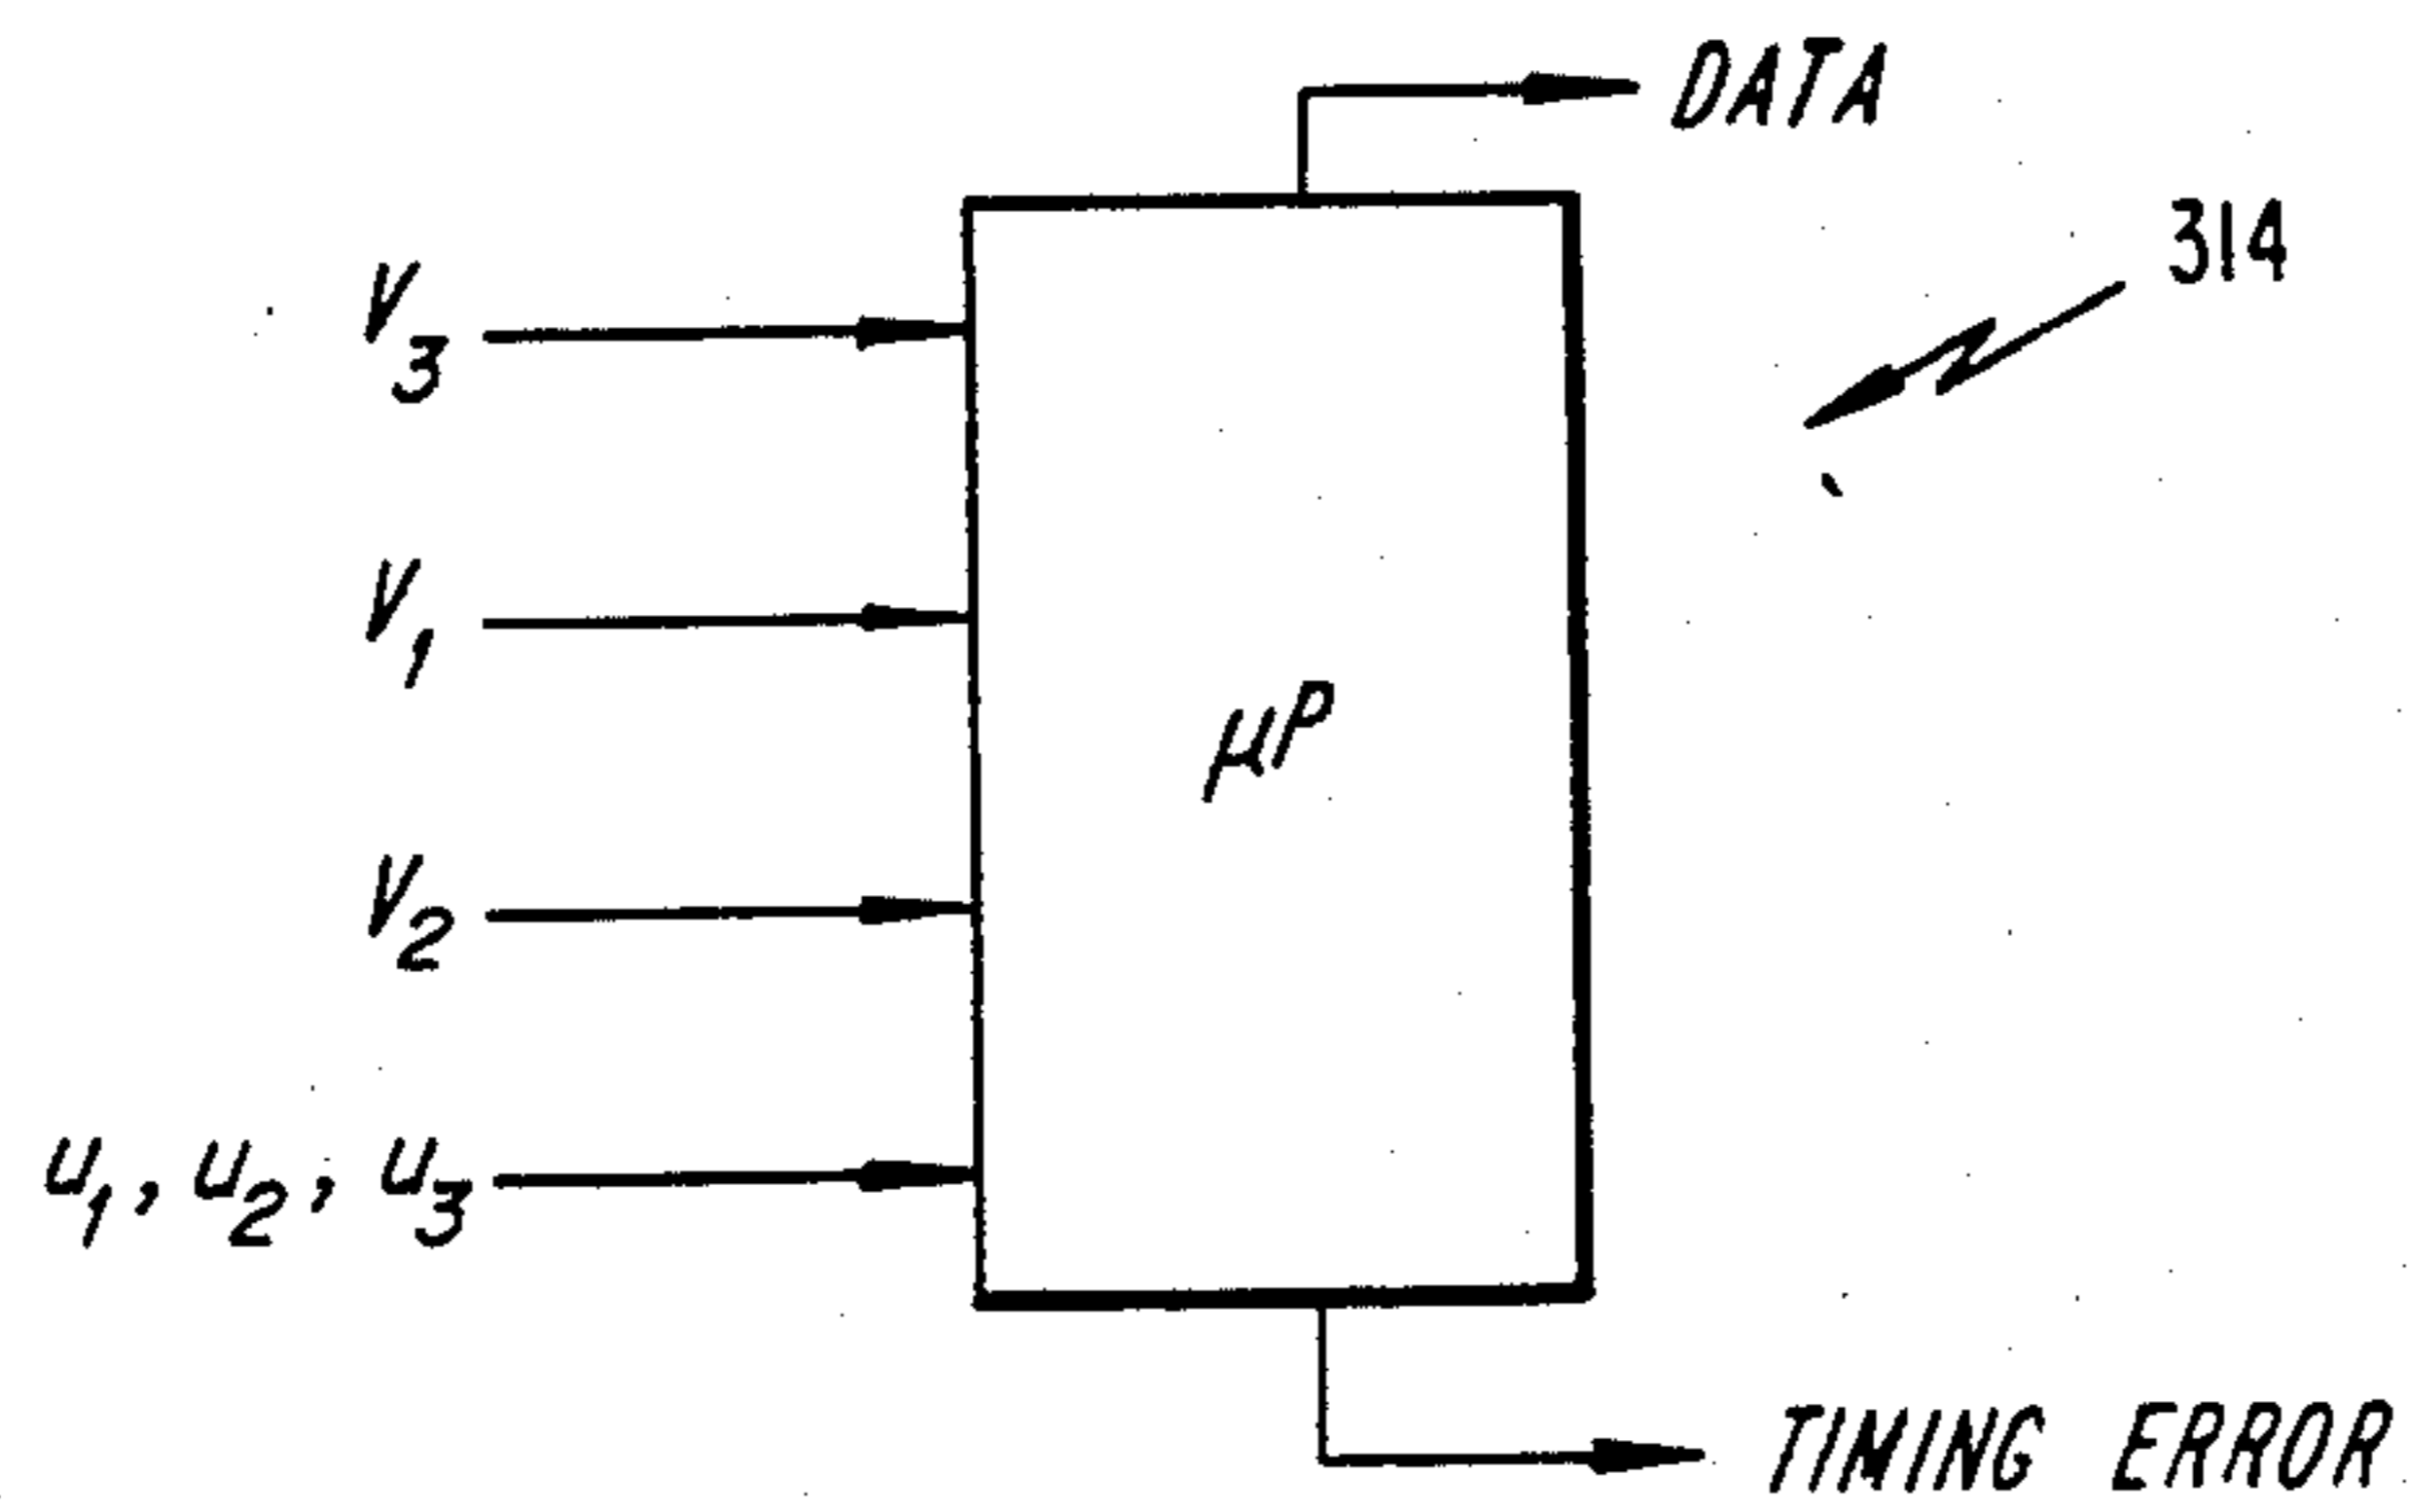 DATA
314
V3
V1
μP
V2
u1, u2, u3
TIMING ERROR